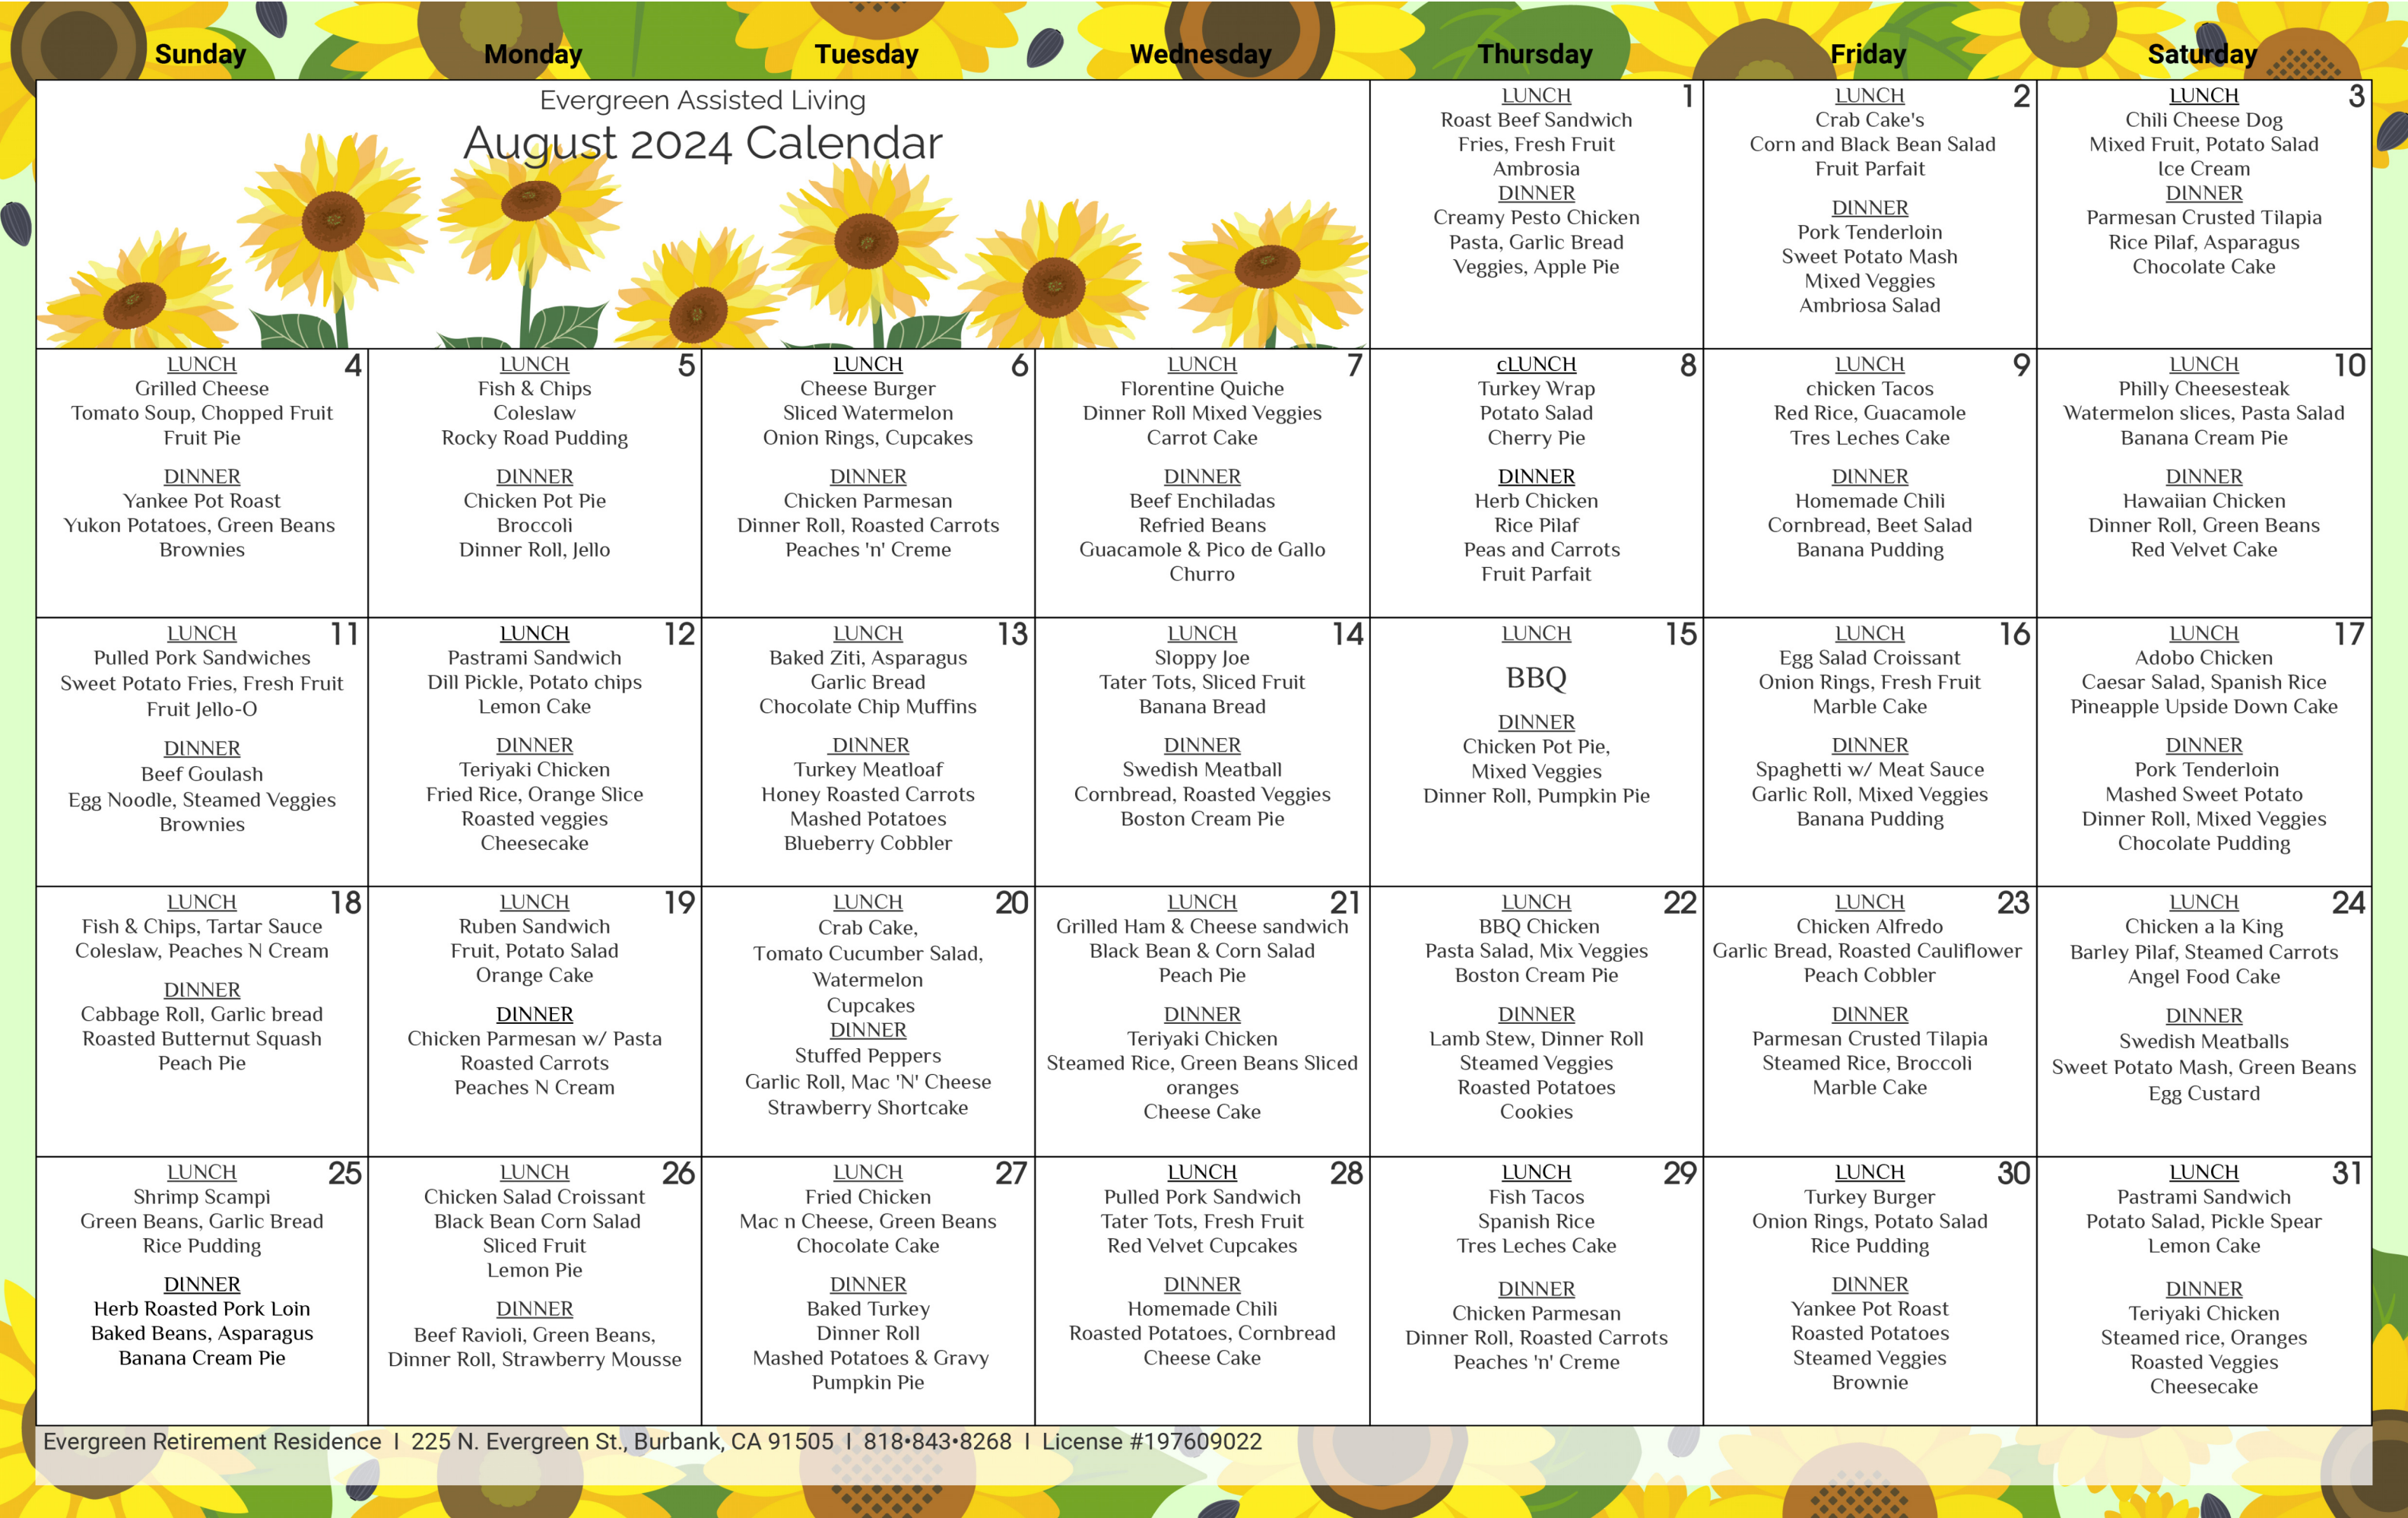 Sunday
Monday
Tuesday
Wednesday
Thursday
Friday
Saturday
Evergreen Assisted Living
August 2024 Calendar
LUNCH 1
Roast Beef Sandwich
Fries, Fresh Fruit
Ambrosia
DINNER
Creamy Pesto Chicken
Pasta, Garlic Bread
Veggies, Apple Pie
LUNCH 2
Crab Cake's
Corn and Black Bean Salad
Fruit Parfait
DINNER
Pork Tenderloin
Sweet Potato Mash
Mixed Veggies
Ambriosa Salad
LUNCH 3
Chili Cheese Dog
Mixed Fruit, Potato Salad
Ice Cream
DINNER
Parmesan Crusted Tilapia
Rice Pilaf, Asparagus
Chocolate Cake
LUNCH 4
Grilled Cheese
Tomato Soup, Chopped Fruit
Fruit Pie
DINNER
Yankee Pot Roast
Yukon Potatoes, Green Beans
Brownies
LUNCH 5
Fish & Chips
Coleslaw
Rocky Road Pudding
DINNER
Chicken Pot Pie
Broccoli
Dinner Roll, Jello
LUNCH 6
Cheese Burger
Sliced Watermelon
Onion Rings, Cupcakes
DINNER
Chicken Parmesan
Dinner Roll, Roasted Carrots
Peaches 'n' Creme
LUNCH 7
Florentine Quiche
Dinner Roll Mixed Veggies
Carrot Cake
DINNER
Beef Enchiladas
Refried Beans
Guacamole & Pico de Gallo
Churro
cLUNCH 8
Turkey Wrap
Potato Salad
Cherry Pie
DINNER
Herb Chicken
Rice Pilaf
Peas and Carrots
Fruit Parfait
LUNCH 9
chicken Tacos
Red Rice, Guacamole
Tres Leches Cake
DINNER
Homemade Chili
Cornbread, Beet Salad
Banana Pudding
LUNCH 10
Philly Cheesesteak
Watermelon slices, Pasta Salad
Banana Cream Pie
DINNER
Hawaiian Chicken
Dinner Roll, Green Beans
Red Velvet Cake
LUNCH 11
Pulled Pork Sandwiches
Sweet Potato Fries, Fresh Fruit
Fruit Jello-O
DINNER
Beef Goulash
Egg Noodle, Steamed Veggies
Brownies
LUNCH 12
Pastrami Sandwich
Dill Pickle, Potato chips
Lemon Cake
DINNER
Teriyaki Chicken
Fried Rice, Orange Slice
Roasted veggies
Cheesecake
LUNCH 13
Baked Ziti, Asparagus
Garlic Bread
Chocolate Chip Muffins
DINNER
Turkey Meatloaf
Honey Roasted Carrots
Mashed Potatoes
Blueberry Cobbler
LUNCH 14
Sloppy Joe
Tater Tots, Sliced Fruit
Banana Bread
DINNER
Swedish Meatball
Cornbread, Roasted Veggies
Boston Cream Pie
LUNCH 15
BBQ
DINNER
Chicken Pot Pie,
Mixed Veggies
Dinner Roll, Pumpkin Pie
LUNCH 16
Egg Salad Croissant
Onion Rings, Fresh Fruit
Marble Cake
DINNER
Spaghetti w/ Meat Sauce
Garlic Roll, Mixed Veggies
Banana Pudding
LUNCH 17
Adobo Chicken
Caesar Salad, Spanish Rice
Pineapple Upside Down Cake
DINNER
Pork Tenderloin
Mashed Sweet Potato
Dinner Roll, Mixed Veggies
Chocolate Pudding
LUNCH 18
Fish & Chips, Tartar Sauce
Coleslaw, Peaches N Cream
DINNER
Cabbage Roll, Garlic bread
Roasted Butternut Squash
Peach Pie
LUNCH 19
Ruben Sandwich
Fruit, Potato Salad
Orange Cake
DINNER
Chicken Parmesan w/ Pasta
Roasted Carrots
Peaches N Cream
LUNCH 20
Crab Cake,
Tomato Cucumber Salad,
Watermelon
Cupcakes
DINNER
Stuffed Peppers
Garlic Roll, Mac 'N' Cheese
Strawberry Shortcake
LUNCH 21
Grilled Ham & Cheese sandwich
Black Bean & Corn Salad
Peach Pie
DINNER
Teriyaki Chicken
Steamed Rice, Green Beans Sliced
oranges
Cheese Cake
LUNCH 22
BBQ Chicken
Pasta Salad, Mix Veggies
Boston Cream Pie
DINNER
Lamb Stew, Dinner Roll
Steamed Veggies
Roasted Potatoes
Cookies
LUNCH 23
Chicken Alfredo
Garlic Bread, Roasted Cauliflower
Peach Cobbler
DINNER
Parmesan Crusted Tilapia
Steamed Rice, Broccoli
Marble Cake
LUNCH 24
Chicken a la King
Barley Pilaf, Steamed Carrots
Angel Food Cake
DINNER
Swedish Meatballs
Sweet Potato Mash, Green Beans
Egg Custard
LUNCH 25
Shrimp Scampi
Green Beans, Garlic Bread
Rice Pudding
DINNER
Herb Roasted Pork Loin
Baked Beans, Asparagus
Banana Cream Pie
LUNCH 26
Chicken Salad Croissant
Black Bean Corn Salad
Sliced Fruit
Lemon Pie
DINNER
Beef Ravioli, Green Beans,
Dinner Roll, Strawberry Mousse
LUNCH 27
Fried Chicken
Mac n Cheese, Green Beans
Chocolate Cake
DINNER
Baked Turkey
Dinner Roll
Mashed Potatoes & Gravy
Pumpkin Pie
LUNCH 28
Pulled Pork Sandwich
Tater Tots, Fresh Fruit
Red Velvet Cupcakes
DINNER
Homemade Chili
Roasted Potatoes, Cornbread
Cheese Cake
LUNCH 29
Fish Tacos
Spanish Rice
Tres Leches Cake
DINNER
Chicken Parmesan
Dinner Roll, Roasted Carrots
Peaches 'n' Creme
LUNCH 30
Turkey Burger
Onion Rings, Potato Salad
Rice Pudding
DINNER
Yankee Pot Roast
Roasted Potatoes
Steamed Veggies
Brownie
LUNCH 31
Pastrami Sandwich
Potato Salad, Pickle Spear
Lemon Cake
DINNER
Teriyaki Chicken
Steamed rice, Oranges
Roasted Veggies
Cheesecake
Evergreen Retirement Residence I 225 N. Evergreen St., Burbank, CA 91505 I 818•843•8268 I License #197609022